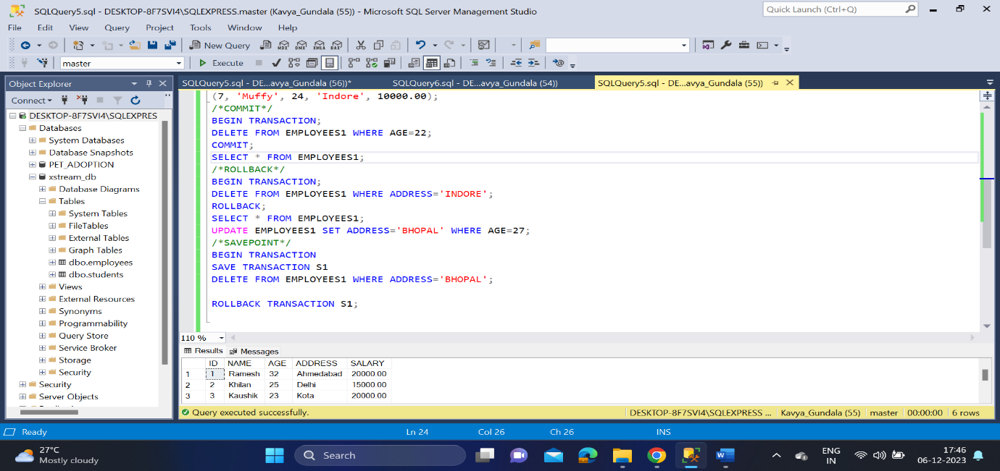 SQLQuery5.sql - DESKTOP-8F7SVI4\SQLEXPRESS.master (Kavya_Gundala (55)) - Microsoft SQL Server Management Studio
Quick Launch (Ctrl+Q)
File Edit View Query Project Tools Window Help
New Query MDX DMX XMLA DAX
master Execute
Object Explorer
SQLQuery5.sql - DE...avya_Gundala (56))* SQLQuery6.sql - DE...avya_Gundala (54)) SQLQuery5.sql - DE...avya_Gundala (55))
Connect
DESKTOP-8F7SVI4\SQLEXPRES
Databases
System Databases
Database Snapshots
PET_ADOPTION
xstream_db
Database Diagrams
Tables
System Tables
FileTables
External Tables
Graph Tables
dbo.employees
dbo.students
Views
External Resources
Synonyms
Programmability
Query Store
Service Broker
Storage
Security
Security
Server Objects
(7, 'Muffy', 24, 'Indore', 10000.00);
/*COMMIT*/
BEGIN TRANSACTION;
DELETE FROM EMPLOYEES1 WHERE AGE=22;
COMMIT;
SELECT * FROM EMPLOYEES1;
/*ROLLBACK*/
BEGIN TRANSACTION;
DELETE FROM EMPLOYEES1 WHERE ADDRESS='INDORE';
ROLLBACK;
SELECT * FROM EMPLOYEES1;
UPDATE EMPLOYEES1 SET ADDRESS='BHOPAL' WHERE AGE=27;
/*SAVEPOINT*/
BEGIN TRANSACTION
SAVE TRANSACTION S1
DELETE FROM EMPLOYEES1 WHERE ADDRESS='BHOPAL';
ROLLBACK TRANSACTION S1;
110 %
Results Messages
ID NAME AGE ADDRESS SALARY
1 1 Ramesh 32 Ahmedabad 20000.00
2 2 Khilan 25 Delhi 15000.00
3 3 Kaushik 23 Kota 20000.00
Query executed successfully. DESKTOP-8F7SVI4\SQLEXPRESS ... Kavya_Gundala (55) master 00:00:00 6 rows
Ready Ln 24 Col 26 Ch 26 INS
27°C
Mostly cloudy
Search
ENG
IN
17:46
06-12-2023